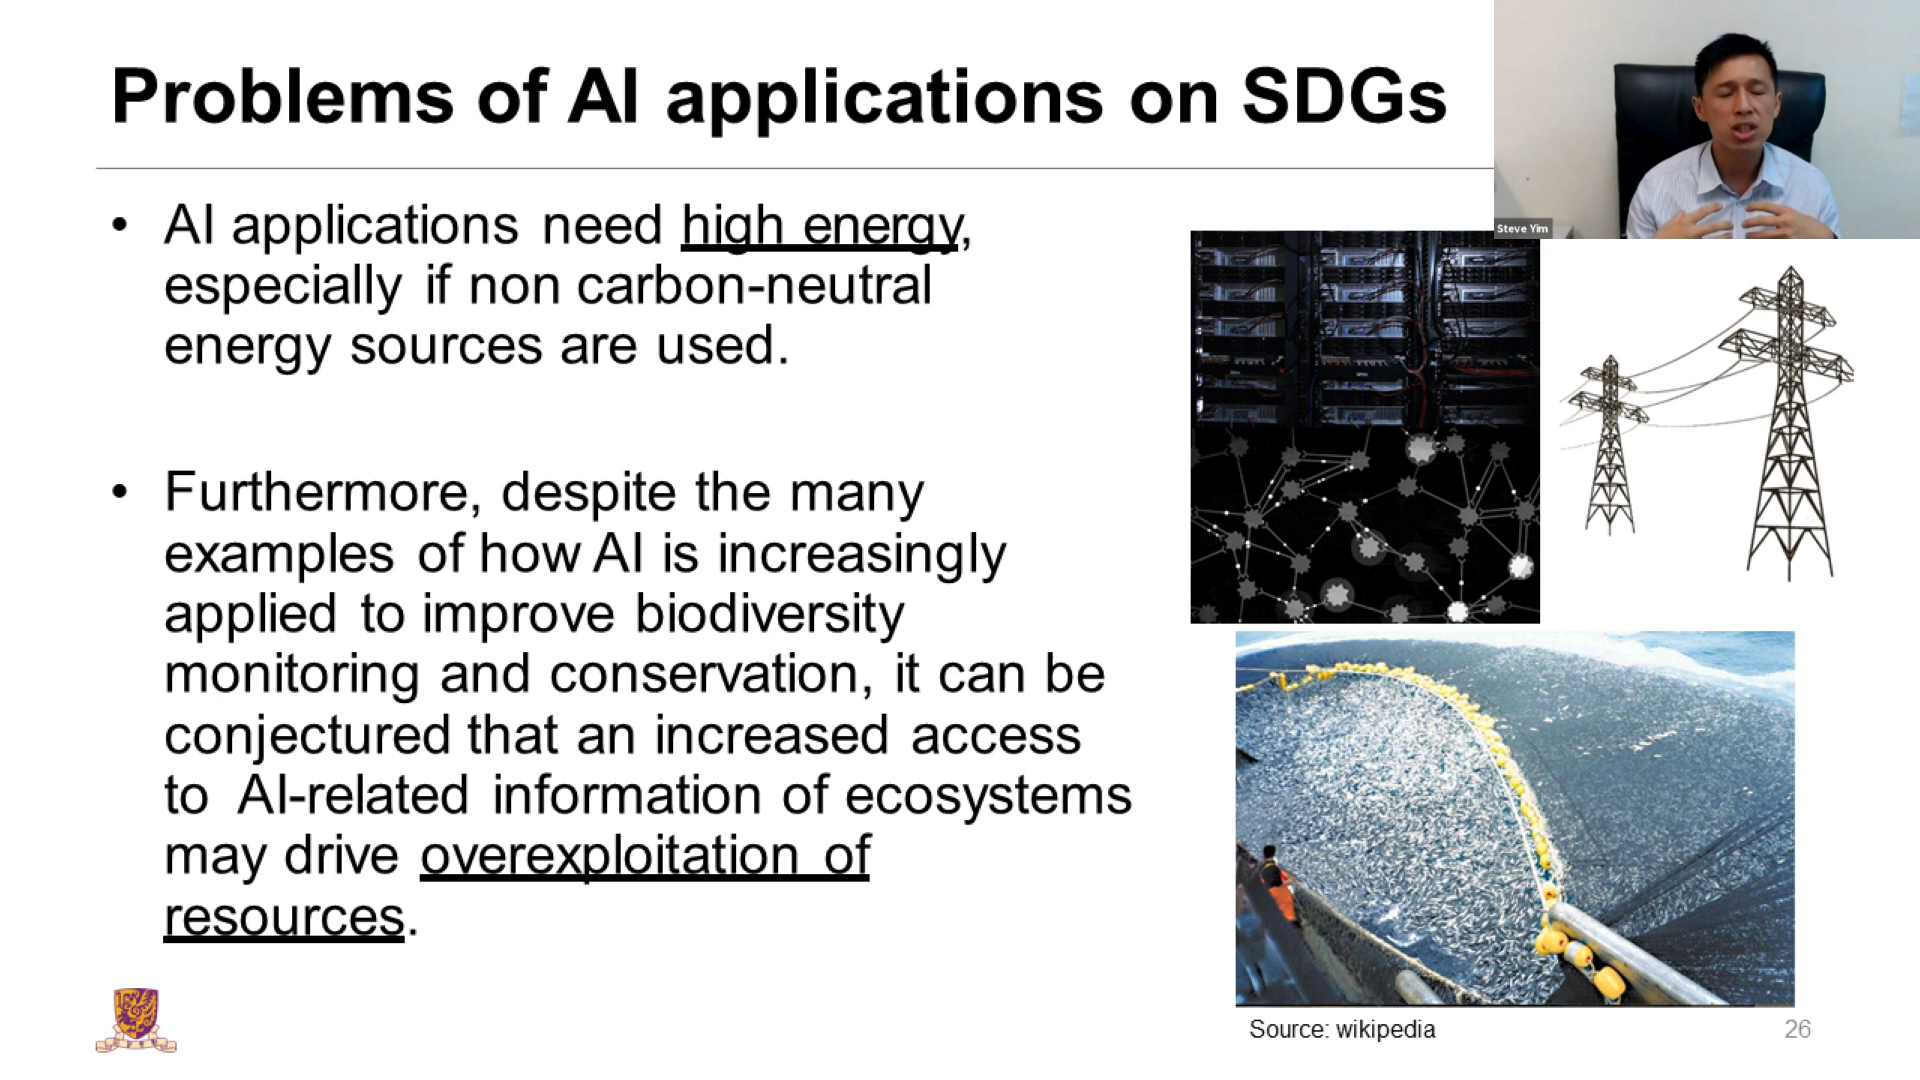 Problems of AI applications on SDGs
Steve Yim
• AI applications need high energy,
especially if non carbon-neutral
energy sources are used.
• Furthermore, despite the many
examples of how AI is increasingly
applied to improve biodiversity
monitoring and conservation, it can be
conjectured that an increased access
to AI-related information of ecosystems
may drive overexploitation of
resources.
Source: wikipedia
26